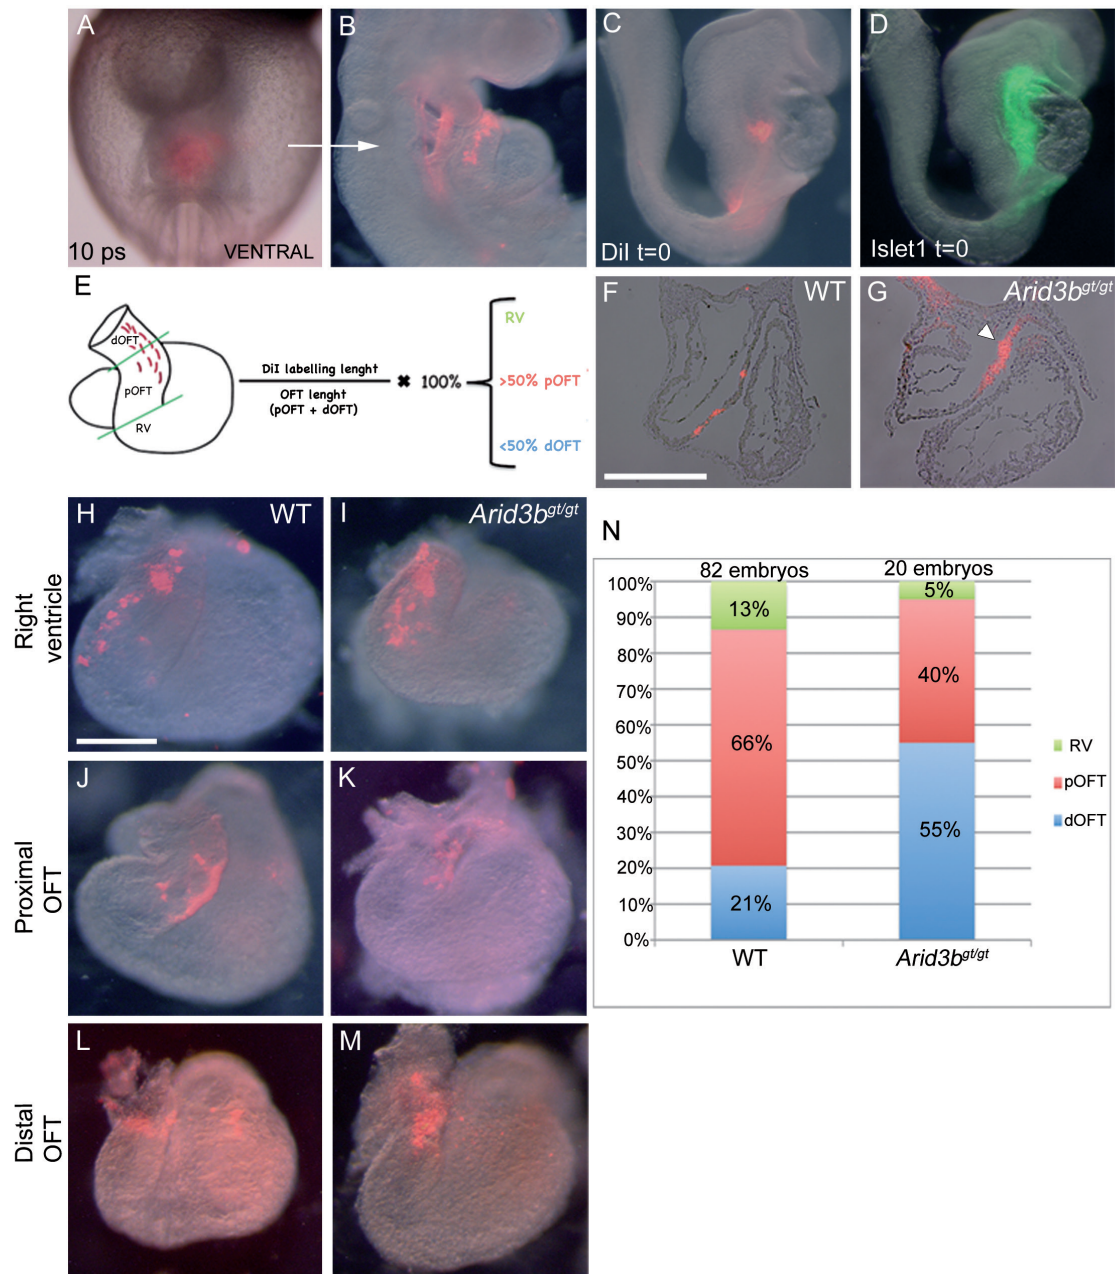 A
10 ps
VENTRAL
B
C
DiI t=0
D
Islet1 t=0
E
dOFT
pOFT
RV
DiI labelling lenght
OFT lenght
(pOFT + dOFT)
✖ 100%
RV
>50% pOFT
<50% dOFT
F
WT
G
Arid3bgt/gt
H
WT
I
Arid3bgt/gt
Right
ventricle
J
K
Proximal
OFT
L
M
Distal
OFT
N
82 embryos
20 embryos
100%
90%
80%
70%
60%
50%
40%
30%
20%
10%
0%
13%
66%
21%
5%
40%
55%
WT
Arid3bgt/gt
RV
pOFT
dOFT